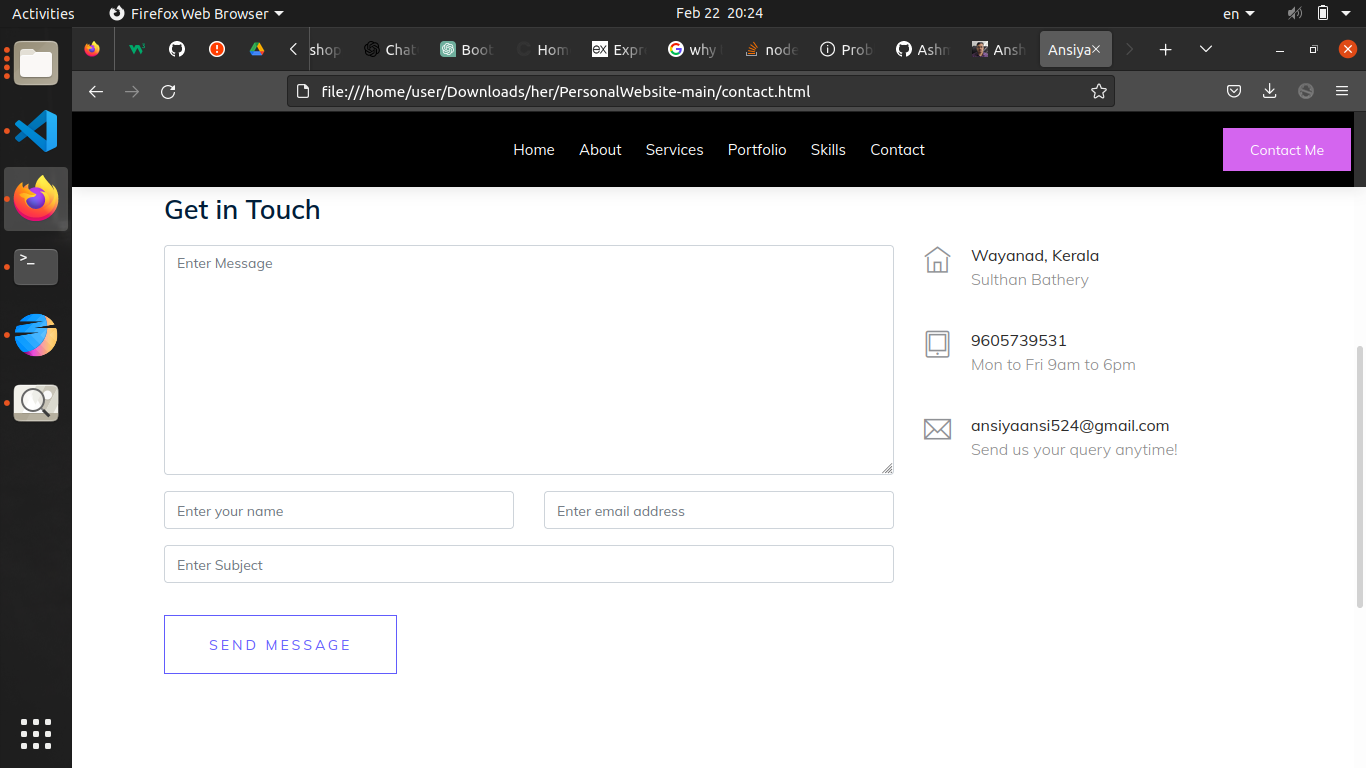 Activities Firefox Web Browser Feb 22 20:24 en
shop Chat Boot Hom Expr why node Prob Ashn Ansh Ansiya
file:///home/user/Downloads/her/PersonalWebsite-main/contact.html
Home About Services Portfolio Skills Contact Contact Me
Get in Touch
Enter Message
Wayanad, Kerala
Sulthan Bathery
9605739531
Mon to Fri 9am to 6pm
ansiyaansi524@gmail.com
Send us your query anytime!
Enter your name Enter email address
Enter Subject
SEND MESSAGE